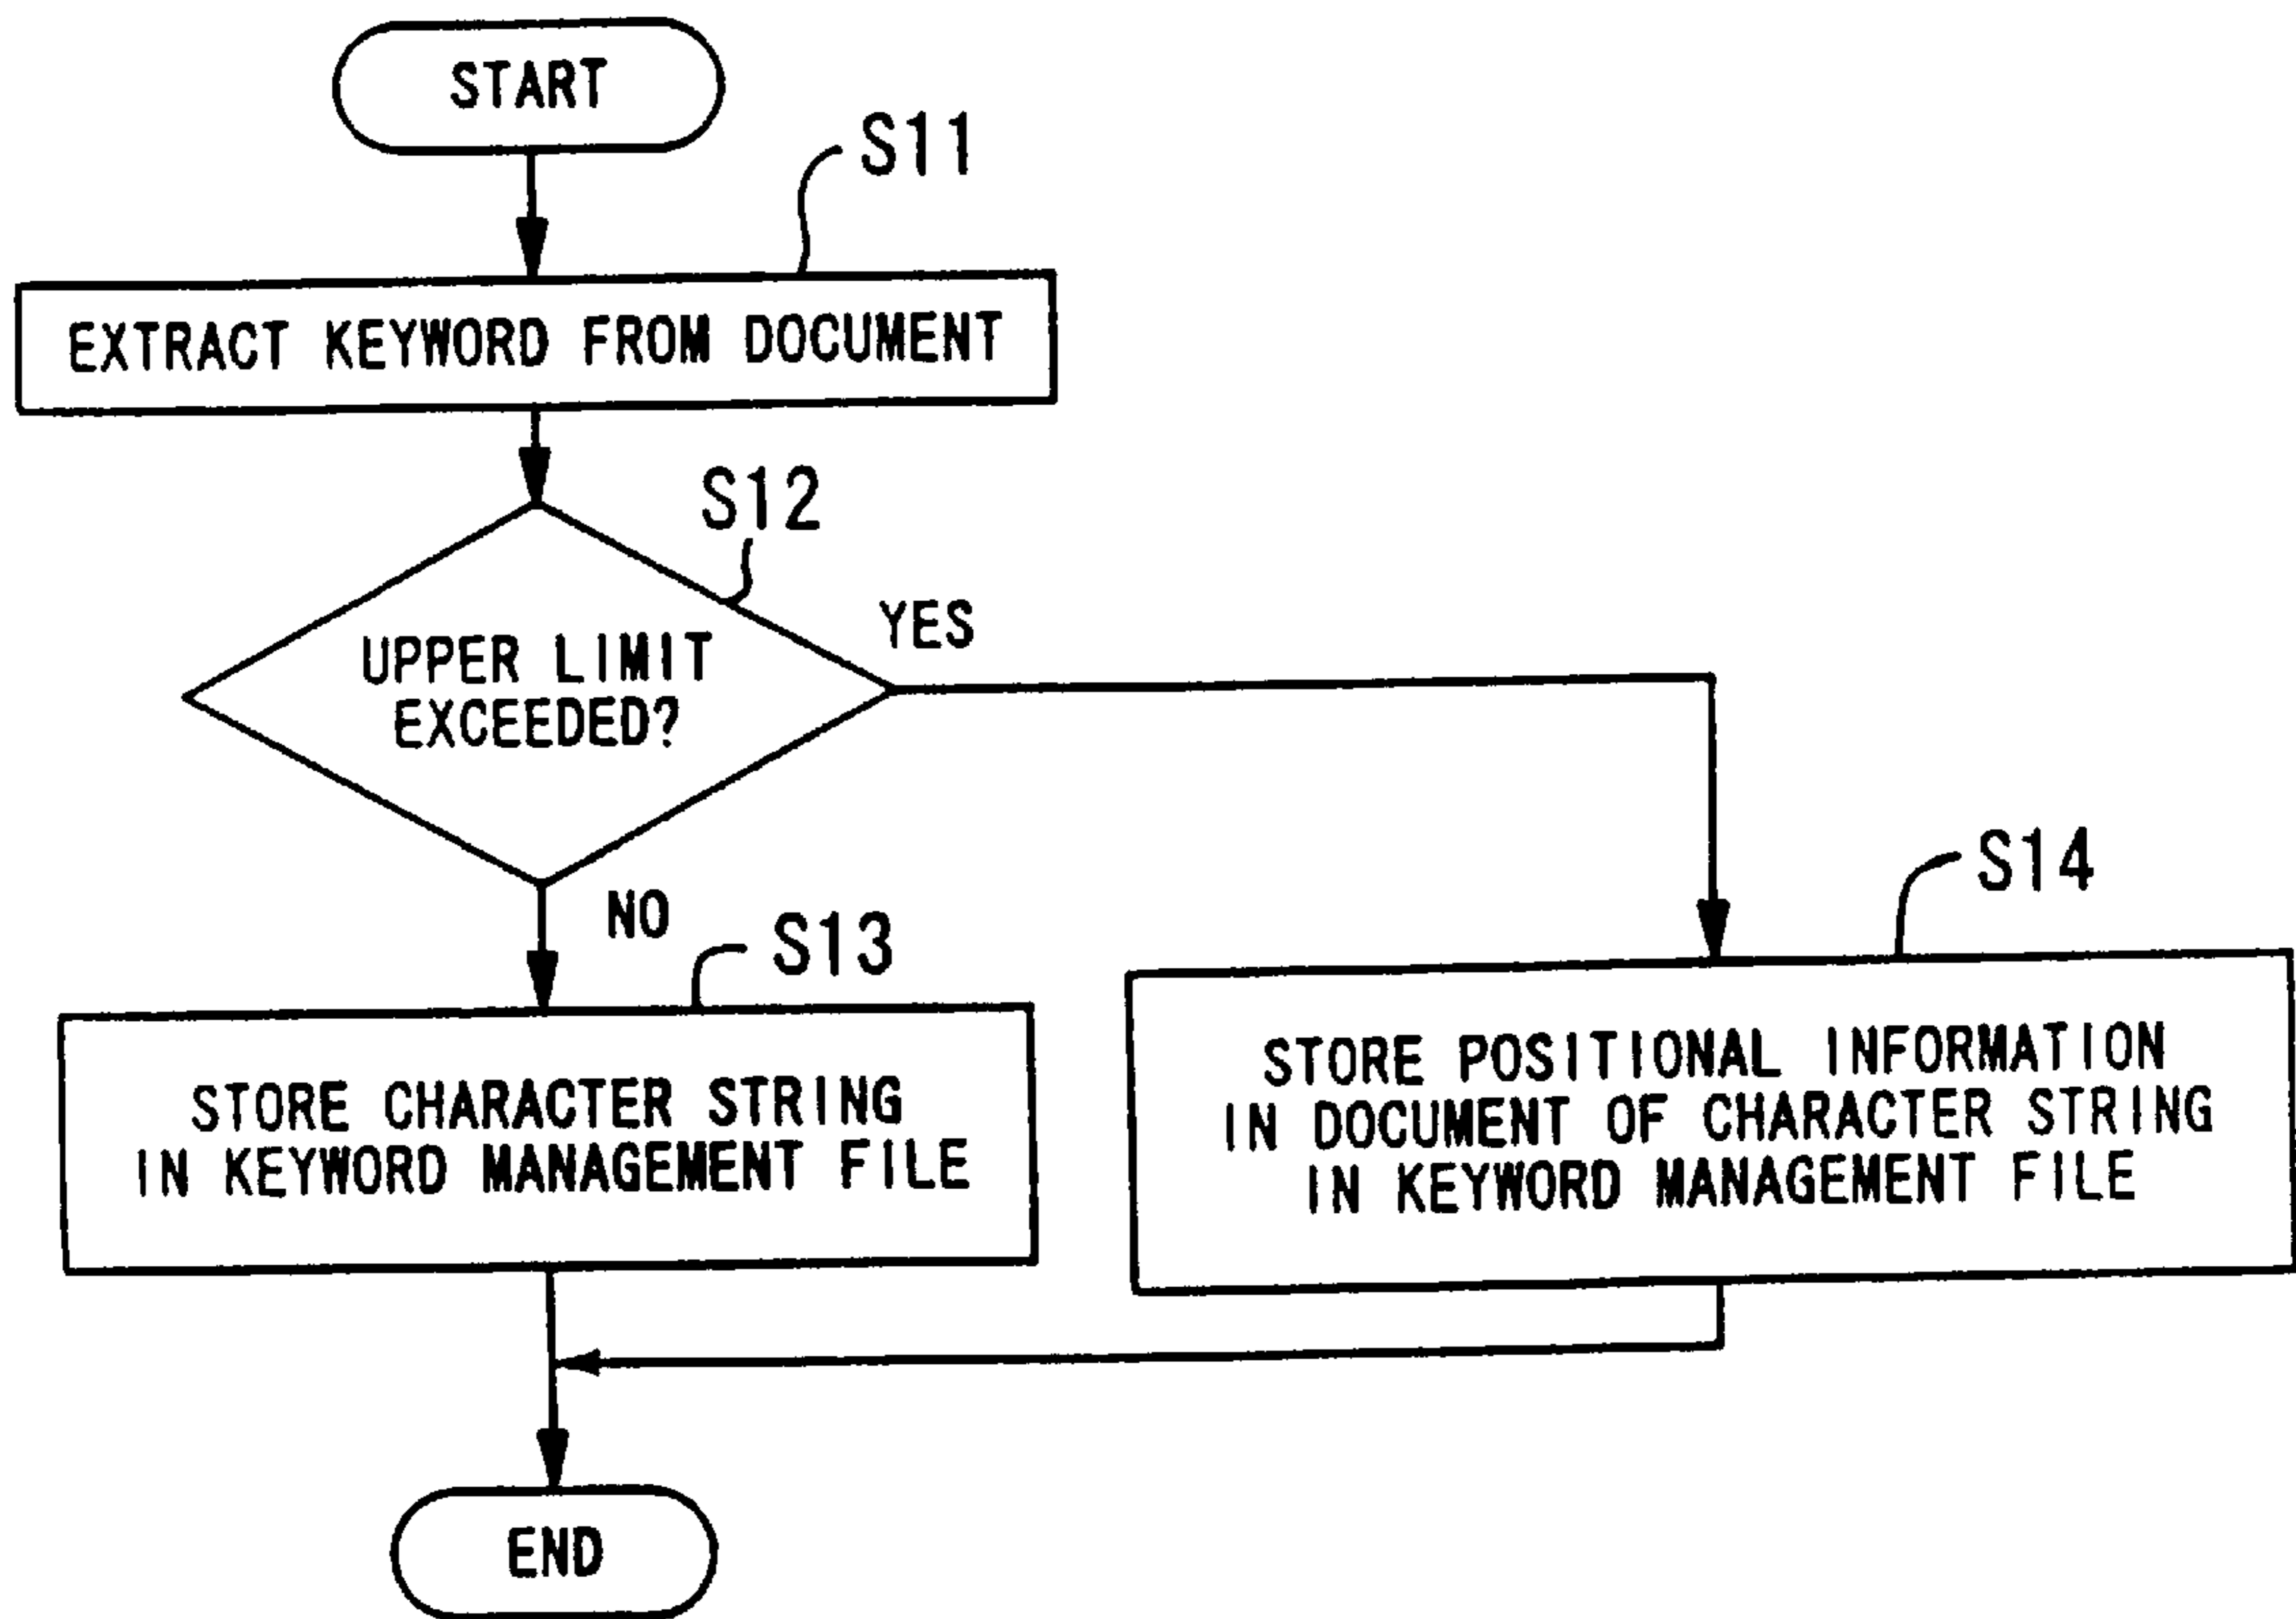 START
S11
EXTRACT KEYWORD FROM DOCUMENT
S12
YES
UPPER LIMIT
EXCEEDED?
NO
S13
S14
STORE CHARACTER STRING
IN KEYWORD MANAGEMENT FILE
STORE POSITIONAL INFORMATION
IN DOCUMENT OF CHARACTER STRING
IN KEYWORD MANAGEMENT FILE
END